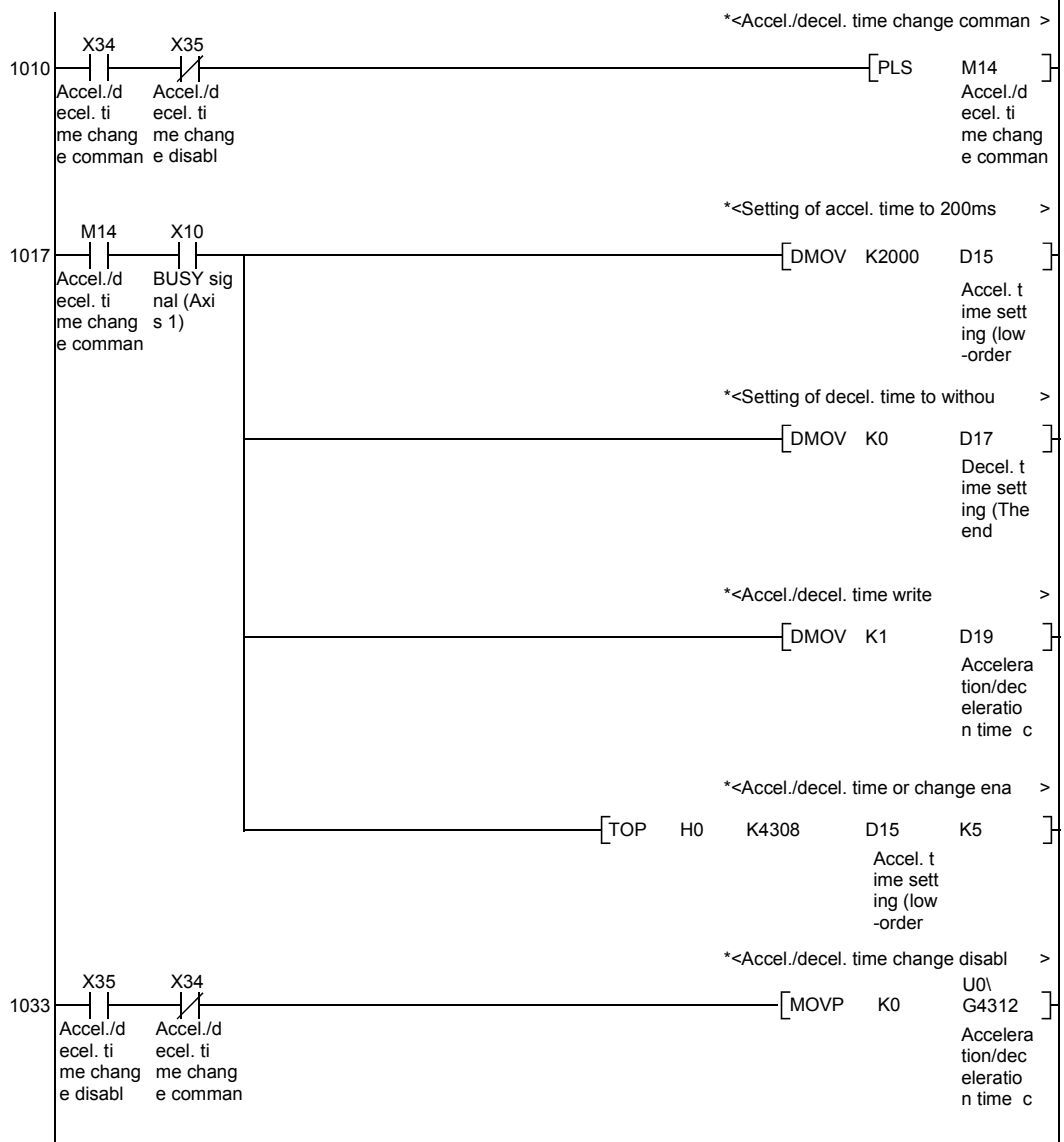 *<Accel./decel. time change comman >
X34 X35
1010 PLS M14
Accel./d Accel./d Accel./d
ecel. ti ecel. ti ecel. ti
me chang me chang me chang
e comman e disabl e comman
*<Setting of accel. time to 200ms >
M14 X10
1017 DMOV K2000 D15
Accel./d BUSY sig Accel. t
ecel. ti nal (Axi ime sett
me chang s 1) ing (low
e comman -order
*<Setting of decel. time to withou >
DMOV K0 D17
Decel. t
ime sett
ing (The
end
*<Accel./decel. time write >
DMOV K1 D19
Accelera
tion/dec
eleratio
n time c
*<Accel./decel. time or change ena >
TOP H0 K4308 D15 K5
Accel. t
ime sett
ing (low
-order
*<Accel./decel. time change disabl >
X35 X34 U0\
1033 MOVP K0 G4312
Accel./d Accel./d Accelera
ecel. ti ecel. ti tion/dec
me chang me chang eleratio
e disabl e comman n time c